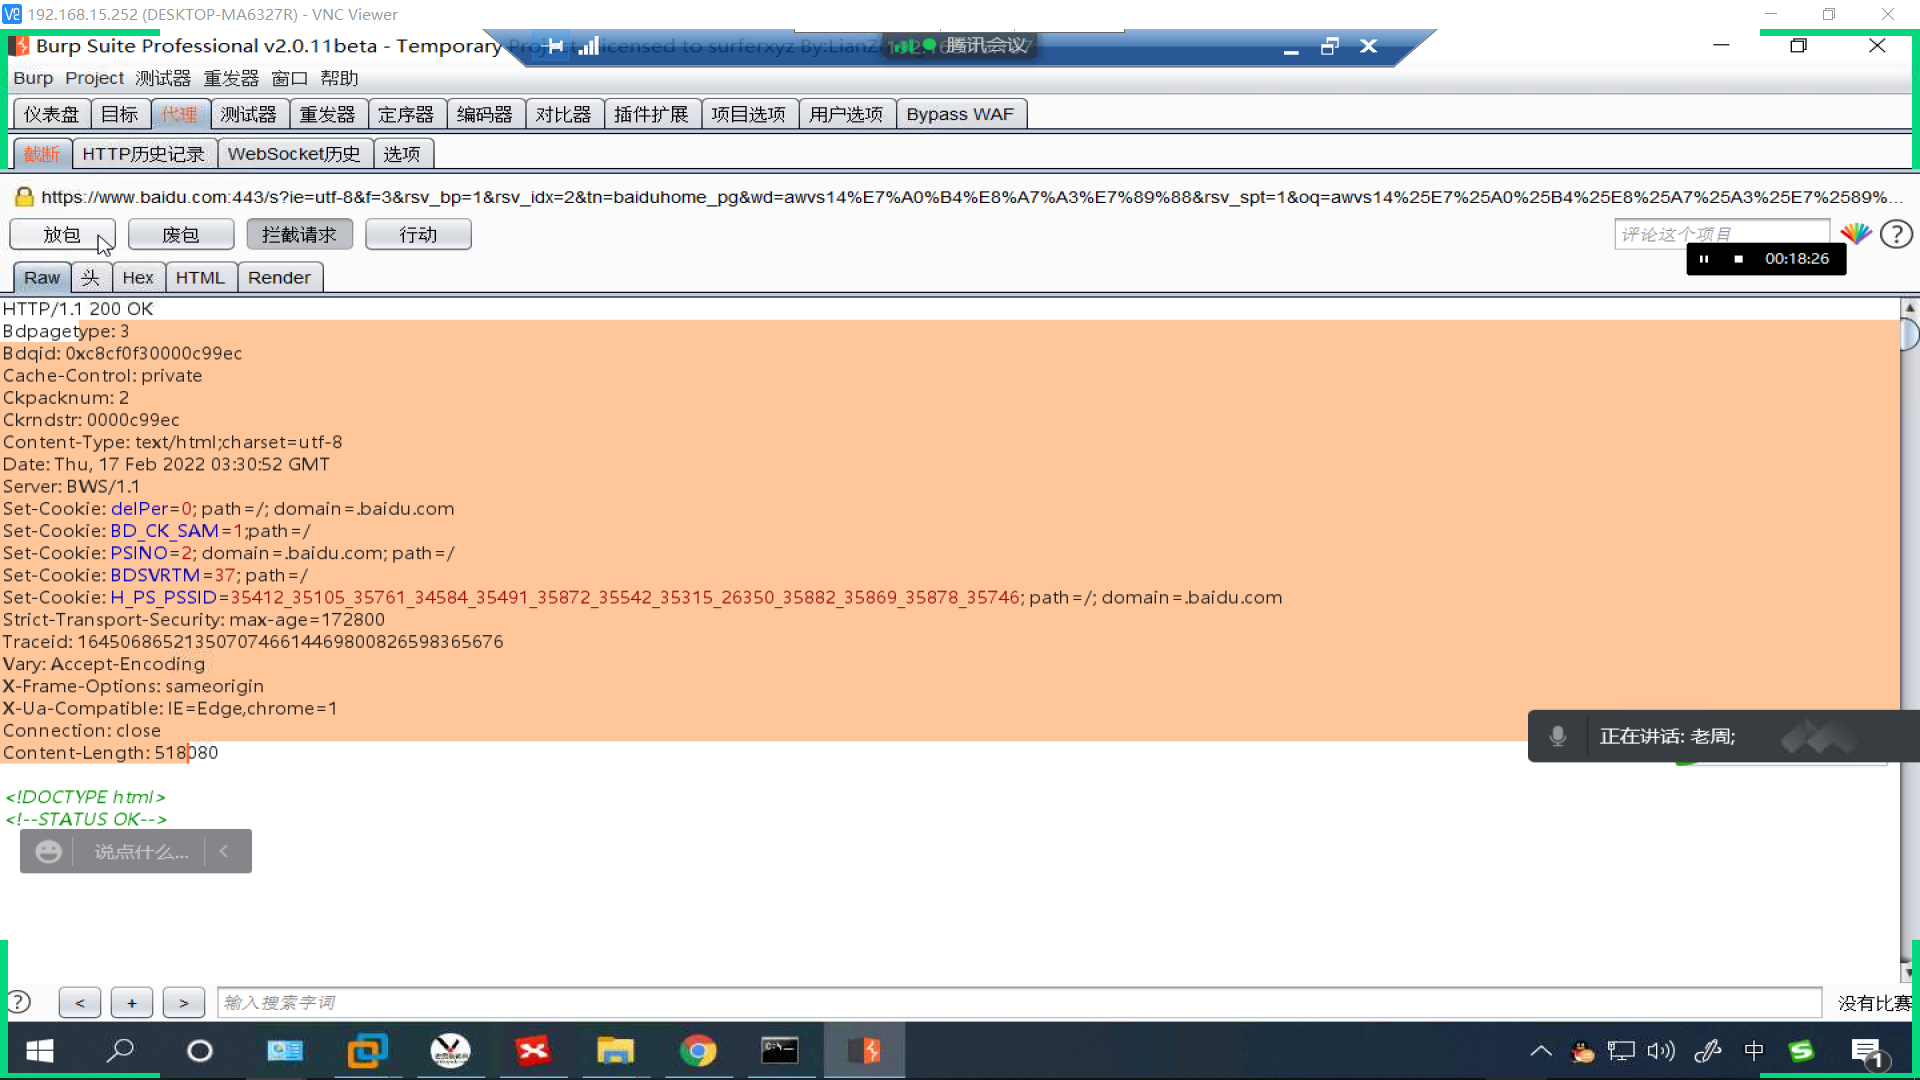 192.168.15.252 (DESKTOP-MA6327R) - VNC Viewer
Burp Suite Professional v2.0.11beta - Temporary Project - licensed to surferxyz By:LianZ
腾讯会议
Burp Project 测试器 重发器 窗口 帮助
仪表盘 目标 代理 测试器 重发器 定序器 编码器 对比器 插件扩展 项目选项 用户选项 Bypass WAF
截断 HTTP历史记录 WebSocket历史 选项
https://www.baidu.com:443/s?ie=utf-8&f=3&rsv_bp=1&rsv_idx=2&tn=baiduhome_pg&wd=awvs14%E7%A0%B4%E8%A7%A3%E7%89%88&rsv_spt=1&oq=awvs14%25E7%25A0%25B4%25E8%25A7%25A3%25E7%2589%...
放包 废包 拦截请求 行动 评论这个项目
00:18:26
Raw 头 Hex HTML Render
HTTP/1.1 200 OK
Bdpagetype: 3
Bdqid: 0xc8cf0f30000c99ec
Cache-Control: private
Ckpacknum: 2
Ckrndstr: 0000c99ec
Content-Type: text/html;charset=utf-8
Date: Thu, 17 Feb 2022 03:30:52 GMT
Server: BWS/1.1
Set-Cookie: delPer=0; path=/; domain=.baidu.com
Set-Cookie: BD_CK_SAM=1;path=/
Set-Cookie: PSINO=2; domain=.baidu.com; path=/
Set-Cookie: BDSVRTM=37; path=/
Set-Cookie: H_PS_PSSID=35412_35105_35761_34584_35491_35872_35542_35315_26350_35882_35869_35878_35746; path=/; domain=.baidu.com
Strict-Transport-Security: max-age=172800
Traceid: 1645068652135070746614469800826598365676
Vary: Accept-Encoding
X-Frame-Options: sameorigin
X-Ua-Compatible: IE=Edge,chrome=1
Connection: close
Content-Length: 518080
正在讲话: 老周;
<!DOCTYPE html>
<!--STATUS OK-->
说点什么...
< + > 输入搜索字词 没有比赛
中 1